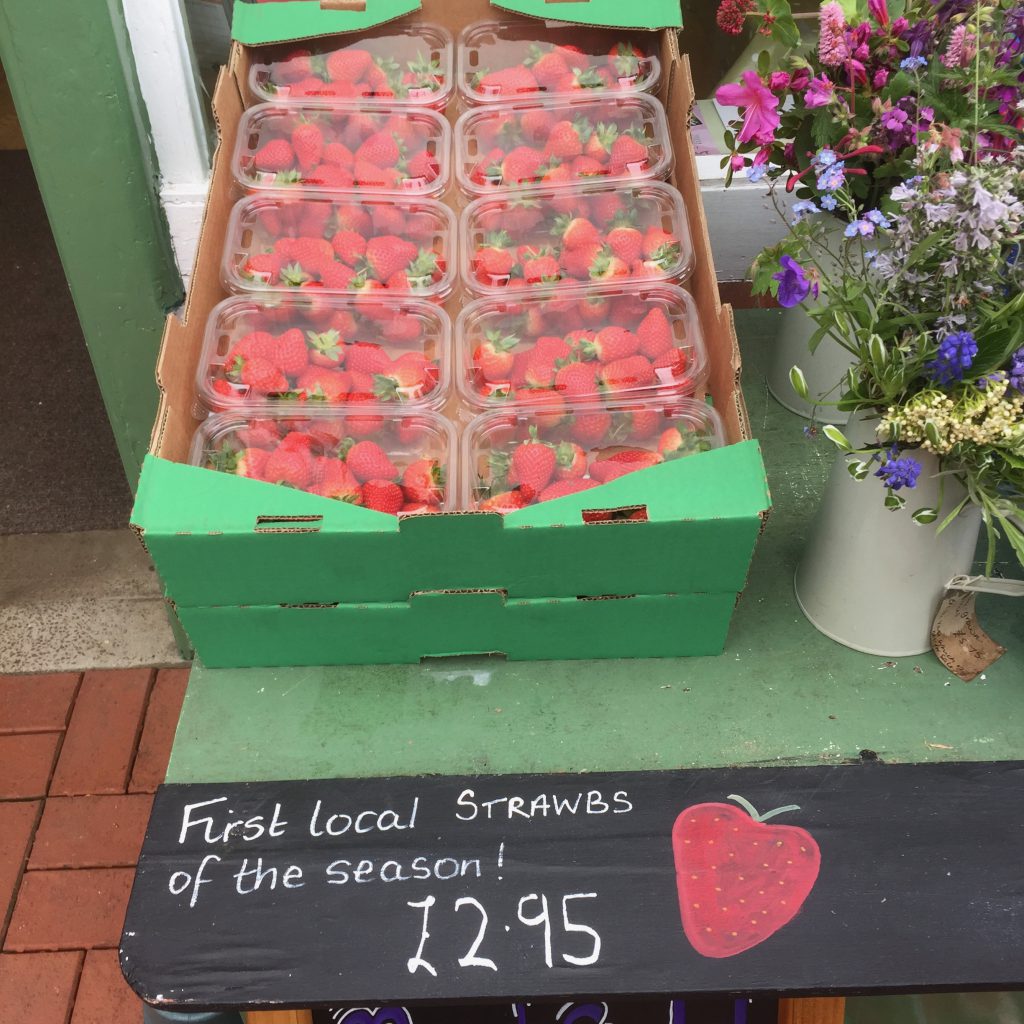 First local STRAWBS
of the season!
£2.95